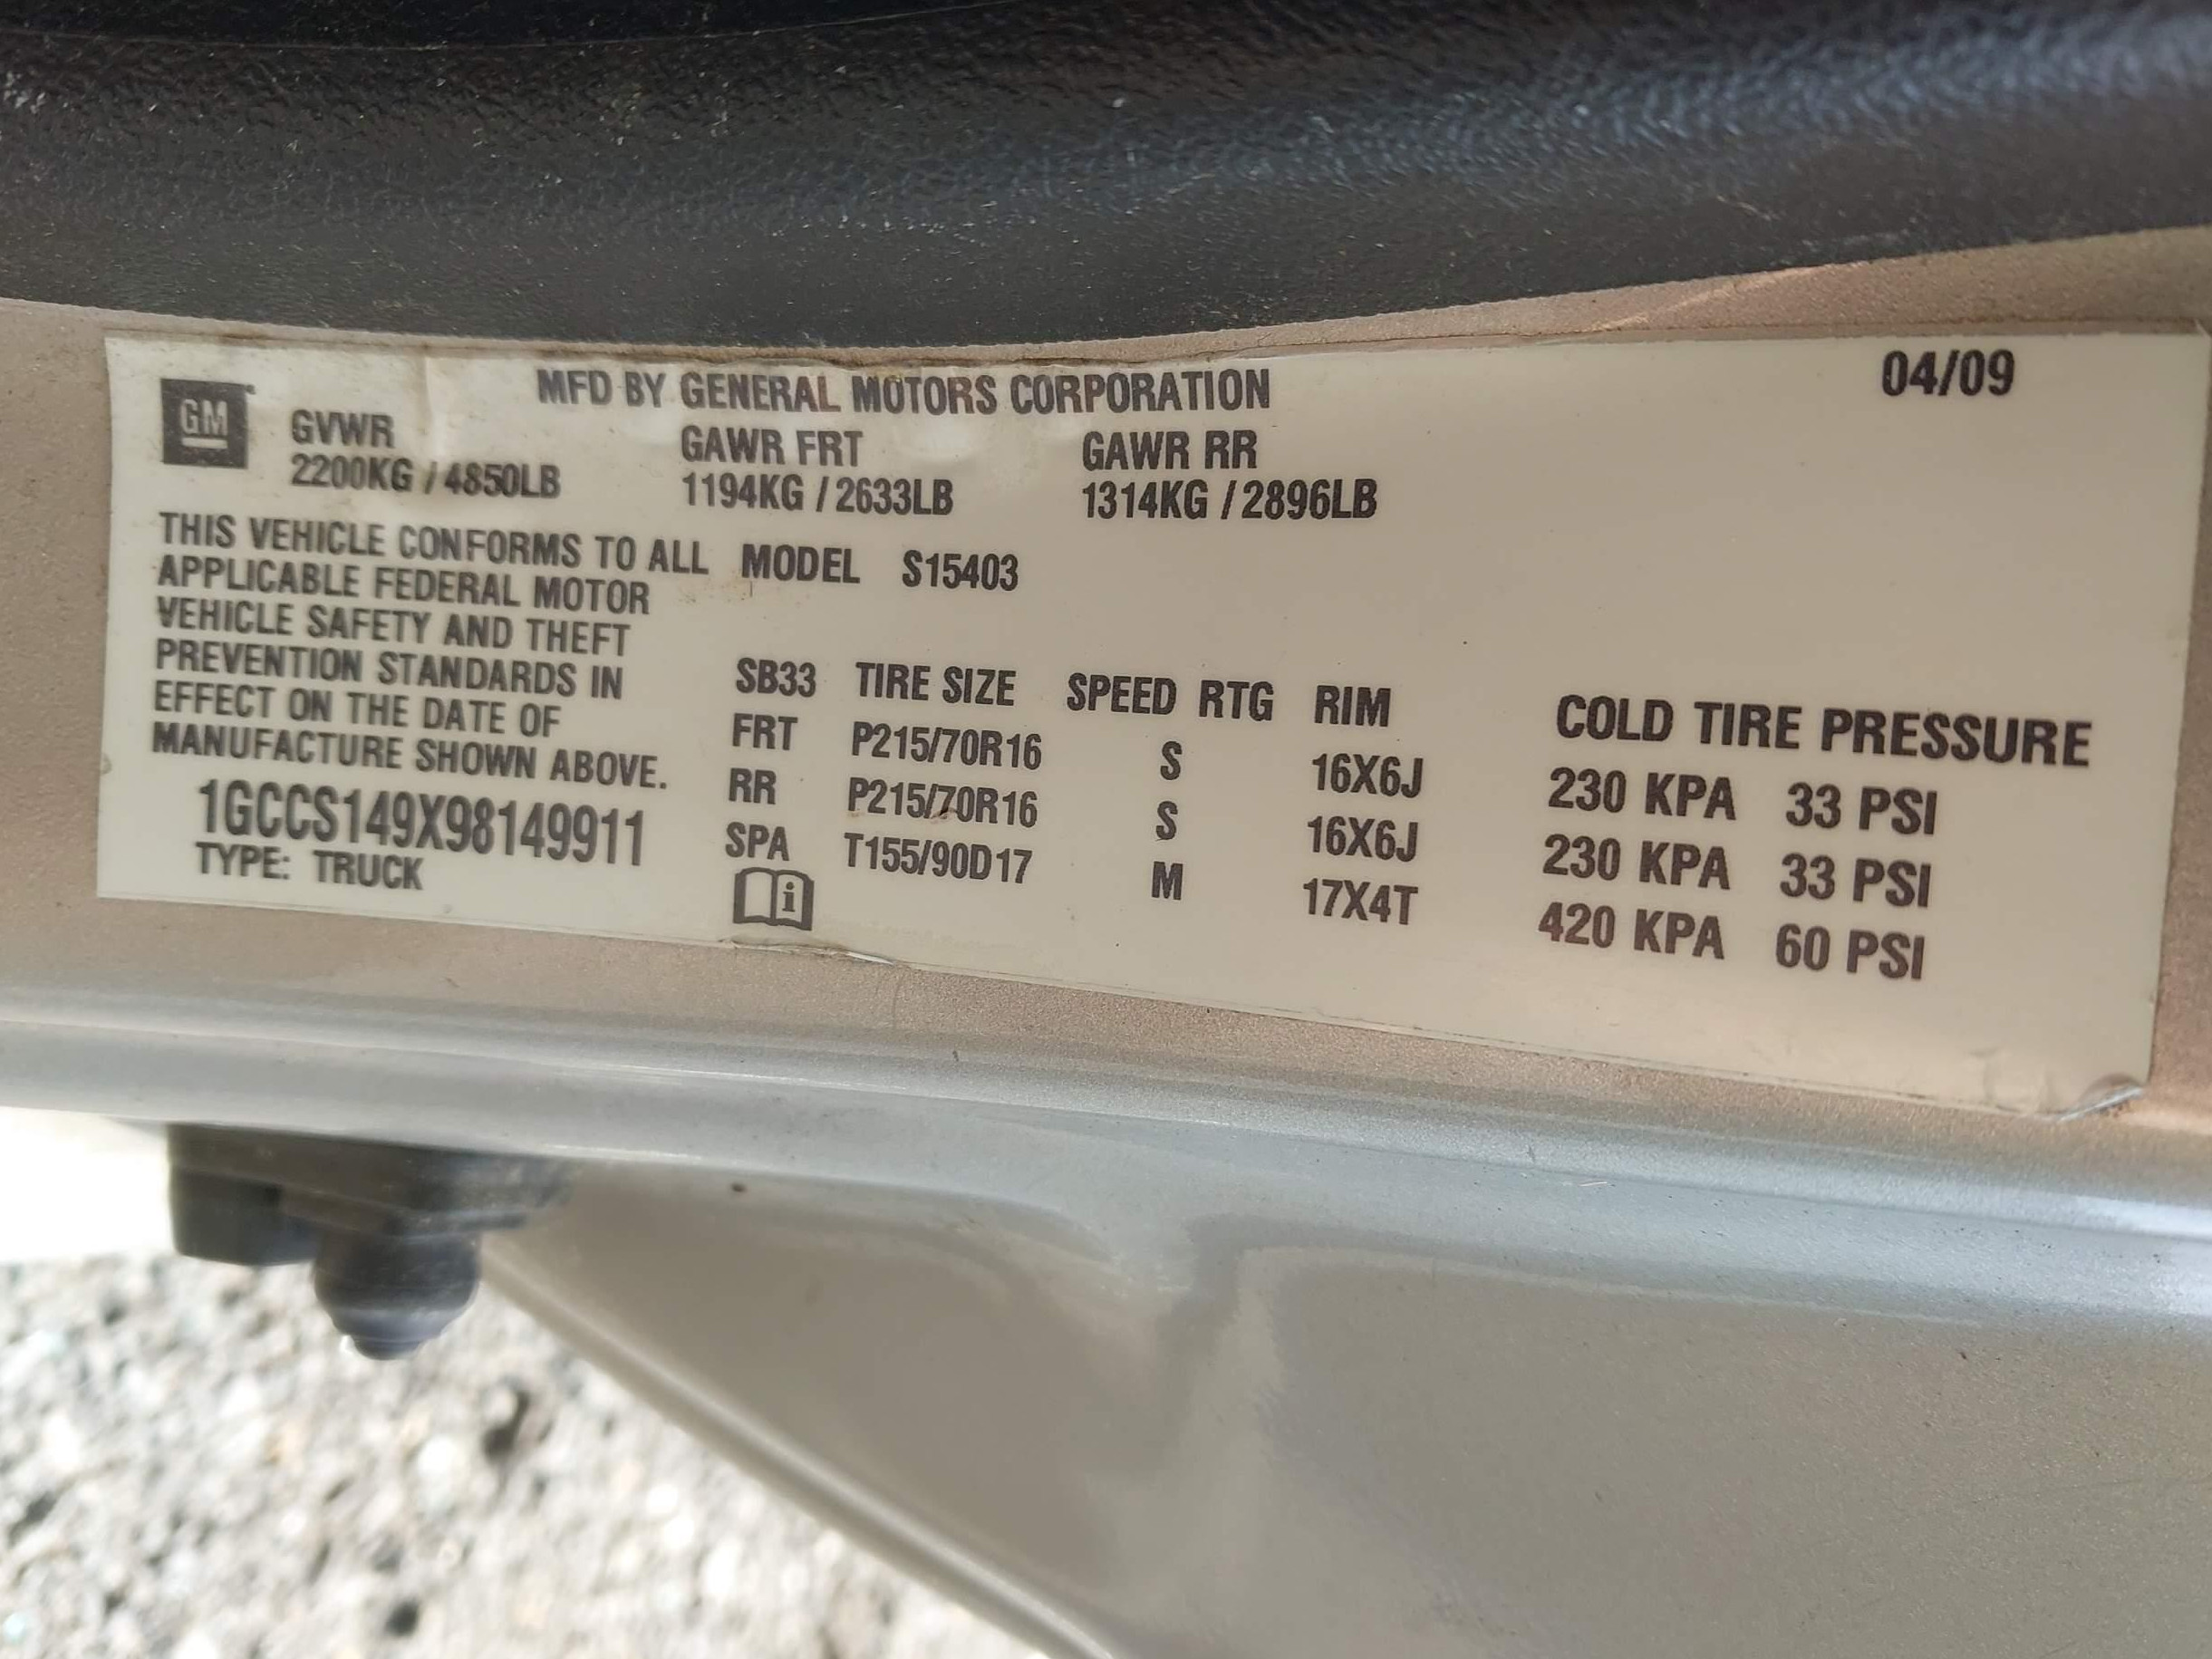 MFD BY GENERAL MOTORS CORPORATION 04/09
GM GVWR GAWR FRT GAWR RR
2200KG / 4850LB 1194KG / 2633LB 1314KG / 2896LB
THIS VEHICLE CONFORMS TO ALL MODEL S15403
APPLICABLE FEDERAL MOTOR
VEHICLE SAFETY AND THEFT
PREVENTION STANDARDS IN
EFFECT ON THE DATE OF
MANUFACTURE SHOWN ABOVE.
1GCCS149X98149911
TYPE: TRUCK
SB33 TIRE SIZE SPEED RTG RIM COLD TIRE PRESSURE
FRT P215/70R16 S 16X6J 230 KPA 33 PSI
RR P215/70R16 S 16X6J 230 KPA 33 PSI
SPA T155/90D17 M 17X4T 420 KPA 60 PSI
i